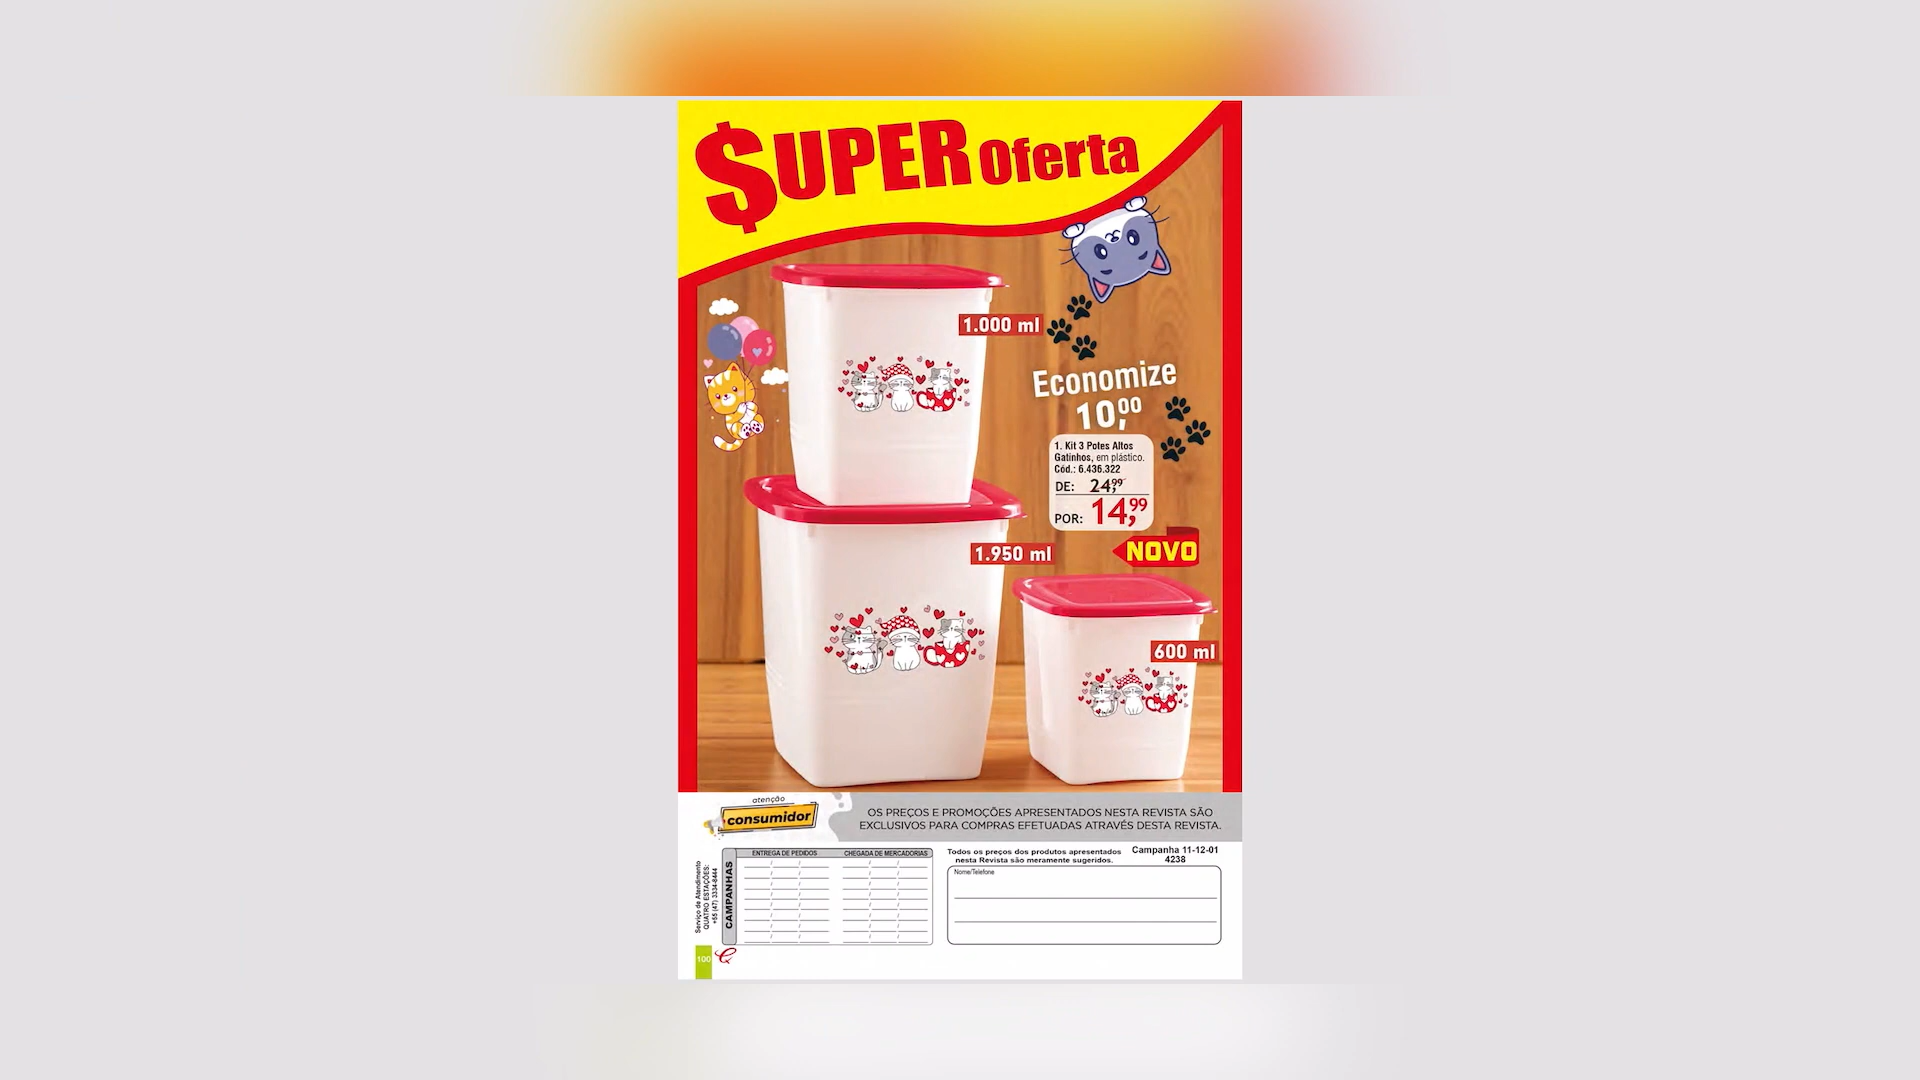 $UPER Oferta
1.000 ml
Economize
10,00
1. Kit 3 Potes Altos
Gatinhos, em plástico.
Cód.: 6.436.322
DE: 24,99
POR: 14,99
NOVO
1.950 ml
600 ml
atenção
consumidor
OS PREÇOS E PROMOÇÕES APRESENTADOS NESTA REVISTA SÃO
EXCLUSIVOS PARA COMPRAS EFETUADAS ATRAVÉS DESTA REVISTA.
Serviço de Atendimento
QUATRO ESTAÇÕES:
+55 (47) 3334-8444
CAMPANHAS
ENTREGA DE PEDIDOS
CHEGADA DE MERCADORIAS
Todos os preços dos produtos apresentados
nesta Revista são meramente sugeridos.
Campanha 11-12-01
4238
Nome/Telefone
100